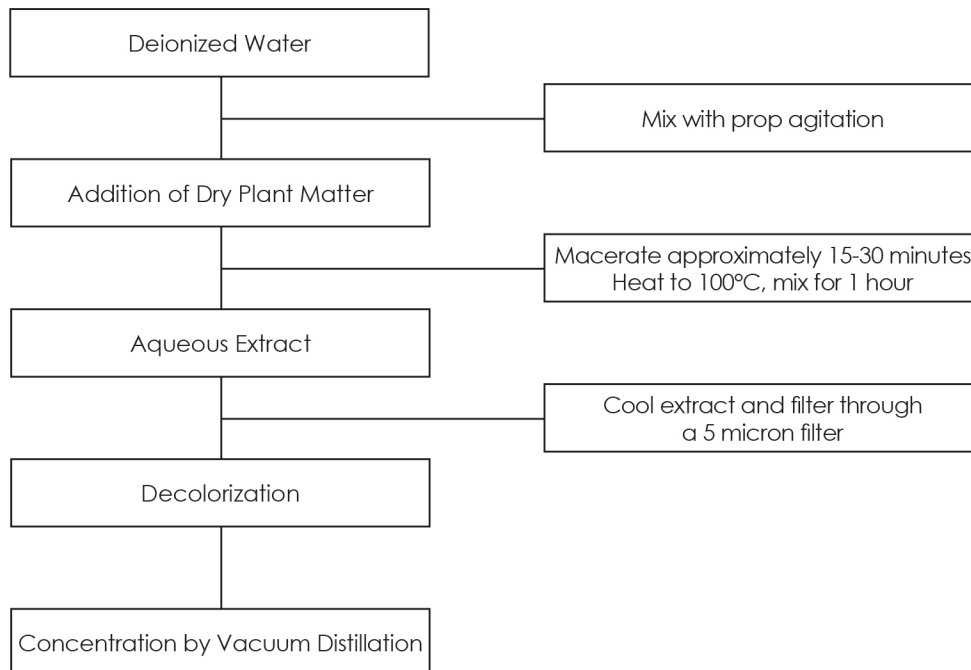 Deionized Water
Mix with prop agitation
Addition of Dry Plant Matter
Macerate approximately 15-30 minutes
Heat to 100°C, mix for 1 hour
Aqueous Extract
Cool extract and filter through
a 5 micron filter
Decolorization
Concentration by Vacuum Distillation